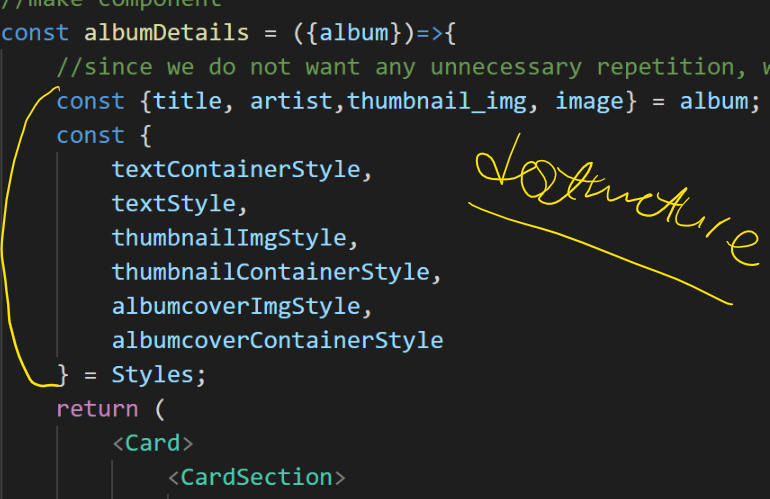 //make component
const albumDetails = ({album})=>{
//since we do not want any unnecessary repetition, w
const {title, artist,thumbnail_img, image} = album;
const {
textContainerStyle,
textStyle,
thumbnailImgStyle,
thumbnailContainerStyle,
albumcoverImgStyle,
albumcoverContainerStyle
} = Styles;
return (
<Card>
<CardSection>
destructure